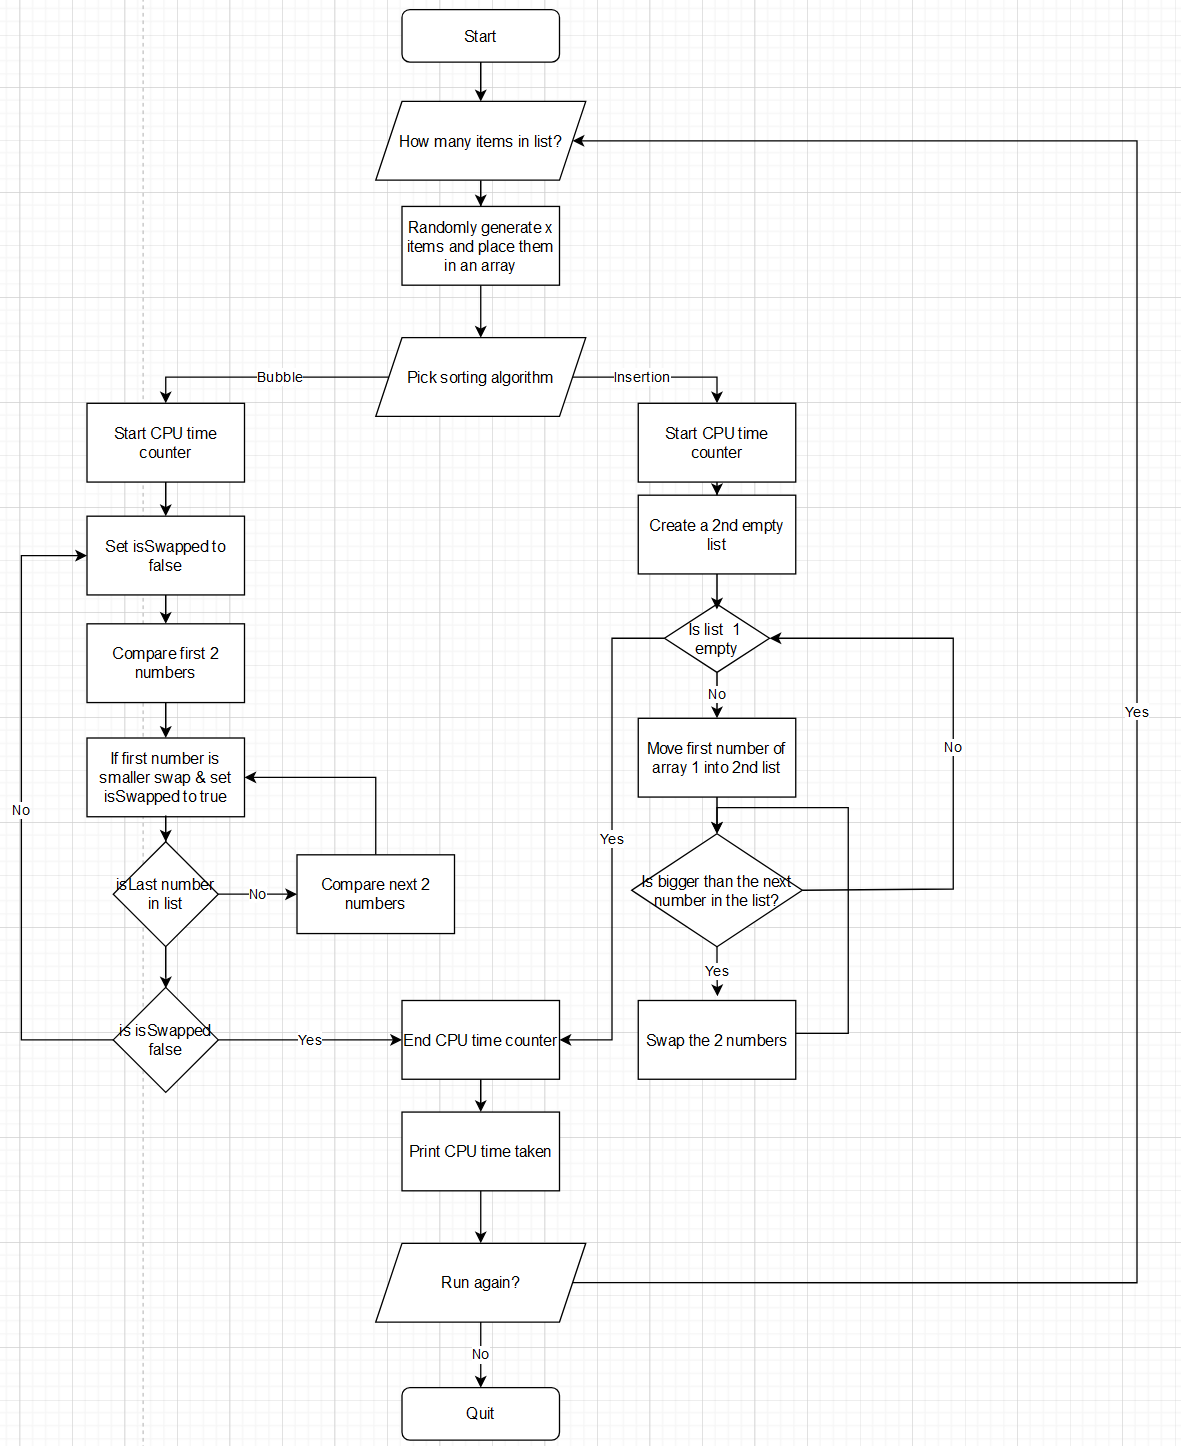 Start
How many items in list?
Randomly generate x
items and place them
in an array
Pick sorting algorithm
Bubble
Insertion
Start CPU time
counter
Start CPU time
counter
Set isSwapped to
false
Create a 2nd empty
list
Compare first 2
numbers
Is list 1
empty
No
If first number is
smaller swap & set
isSwapped to true
Move first number of
array 1 into 2nd list
No
Yes
No
Yes
isLast number
in list
No
Compare next 2
numbers
Is bigger than the next
number in the list?
Yes
is isSwapped
false
Yes
End CPU time counter
Swap the 2 numbers
Print CPU time taken
Run again?
No
Quit